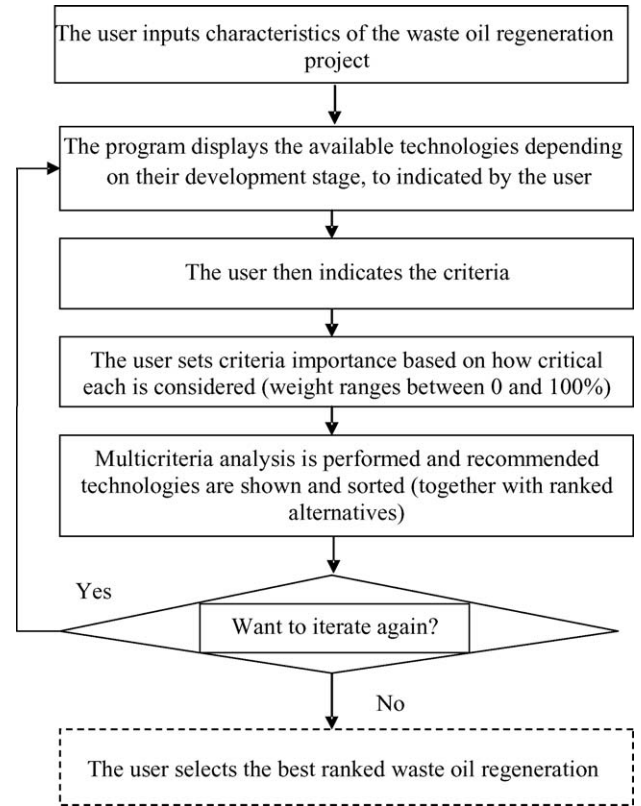 The user inputs characteristics of the waste oil regeneration
project
The program displays the available technologies depending
on their development stage, to indicated by the user
The user then indicates the criteria
The user sets criteria importance based on how critical
each is considered (weight ranges between 0 and 100%)
Multicriteria analysis is performed and recommended
technologies are shown and sorted (together with ranked
alternatives)
Yes
Want to iterate again?
No
The user selects the best ranked waste oil regeneration